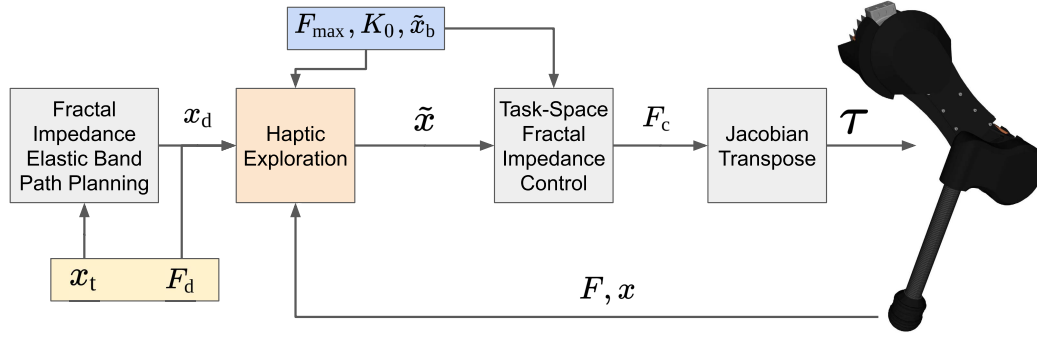 F_max, K_0, x̃_b
Fractal
Impedance
Elastic Band
Path Planning
x_d
Haptic
Exploration
x̃
Task-Space
Fractal
Impedance
Control
F_c
Jacobian
Transpose
τ
x_t
F_d
F, x